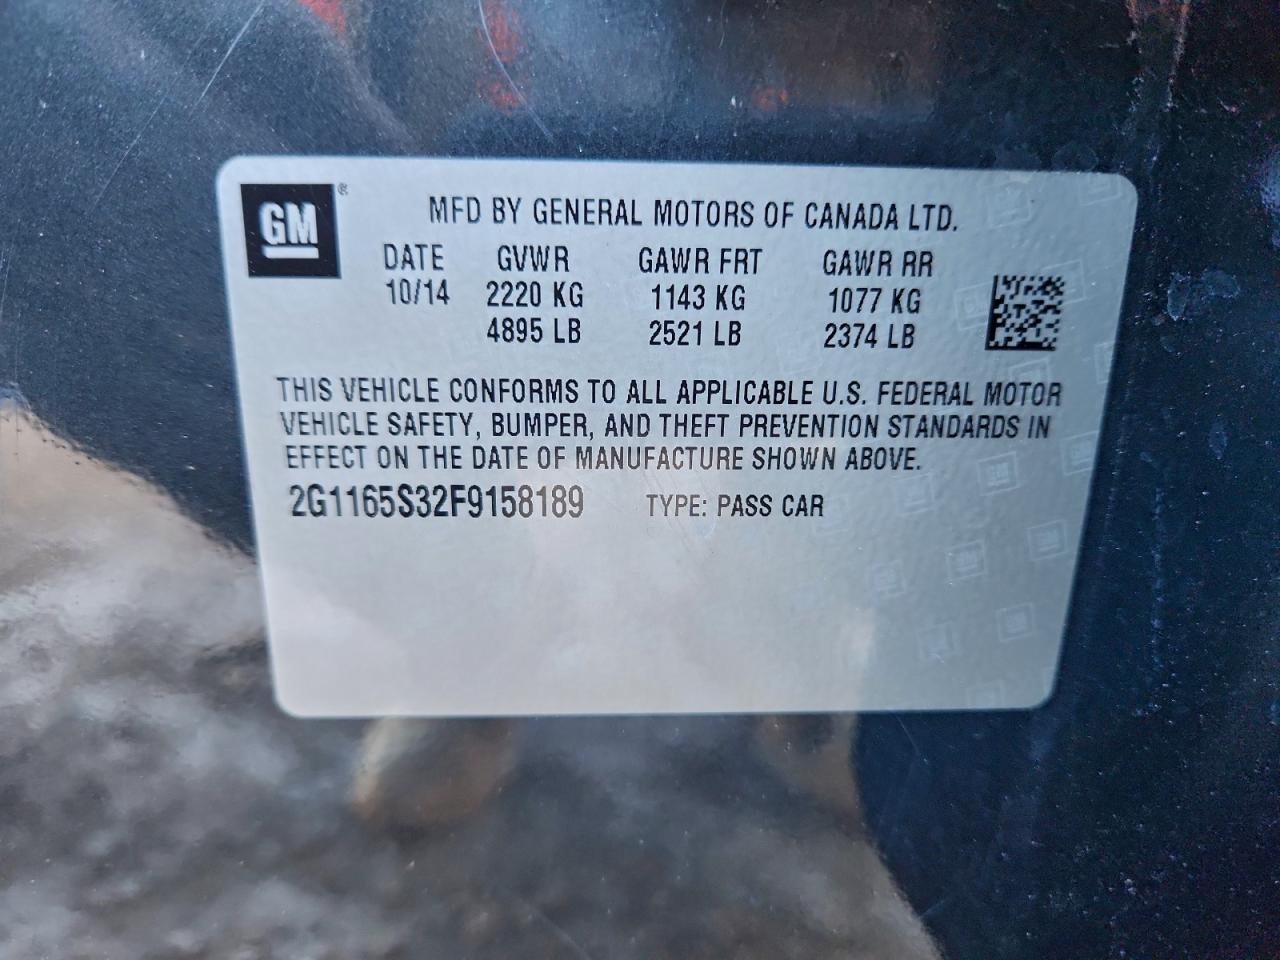 GM ®
MFD BY GENERAL MOTORS OF CANADA LTD.
DATE GVWR GAWR FRT GAWR RR
10/14 2220 KG 1143 KG 1077 KG
4895 LB 2521 LB 2374 LB
THIS VEHICLE CONFORMS TO ALL APPLICABLE U.S. FEDERAL MOTOR
VEHICLE SAFETY, BUMPER, AND THEFT PREVENTION STANDARDS IN
EFFECT ON THE DATE OF MANUFACTURE SHOWN ABOVE.
2G1165S32F9158189 TYPE: PASS CAR